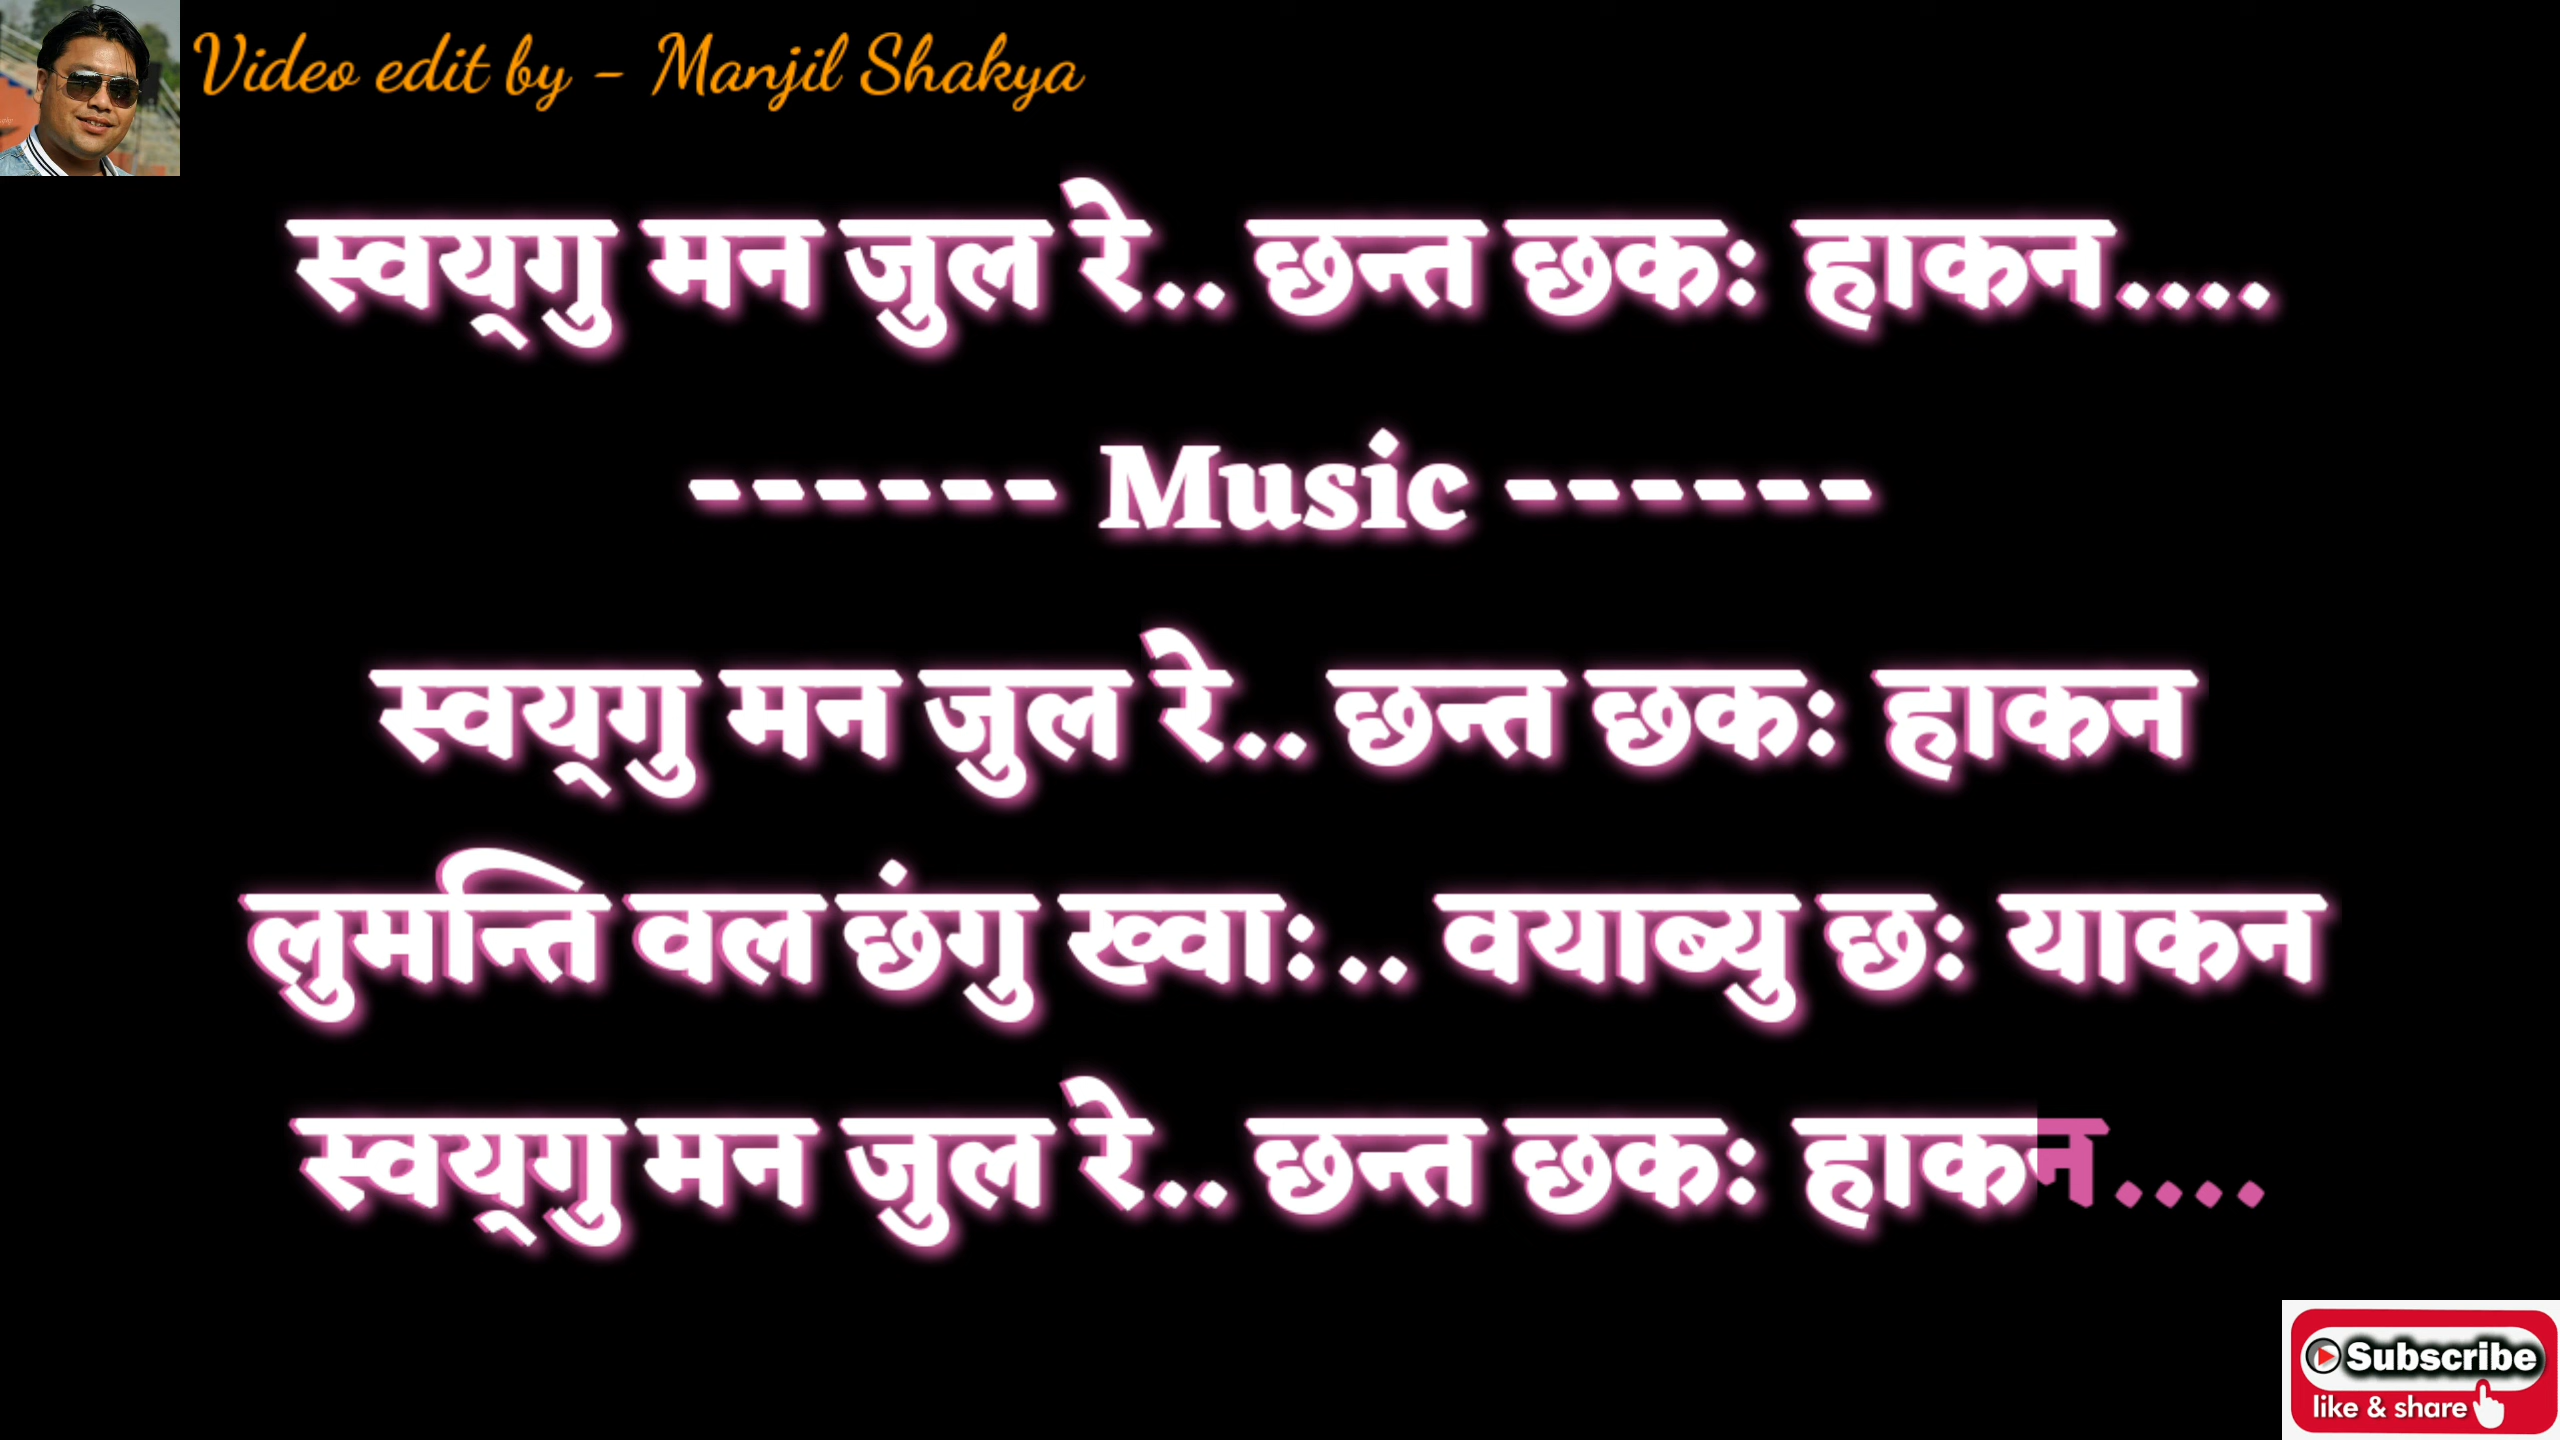 Video edit by - Manjil Shakya
स्वय्‌गु मन जुल रे.. छन्त छकः हाकन....
------ Music ------
स्वय्‌गु मन जुल रे.. छन्त छकः हाकन
लुमन्ति वल छंगु ख्वाः.. वयाब्यु छः याकन
स्वय्‌गु मन जुल रे.. छन्त छकः हाकन....
Subscribe
like & share